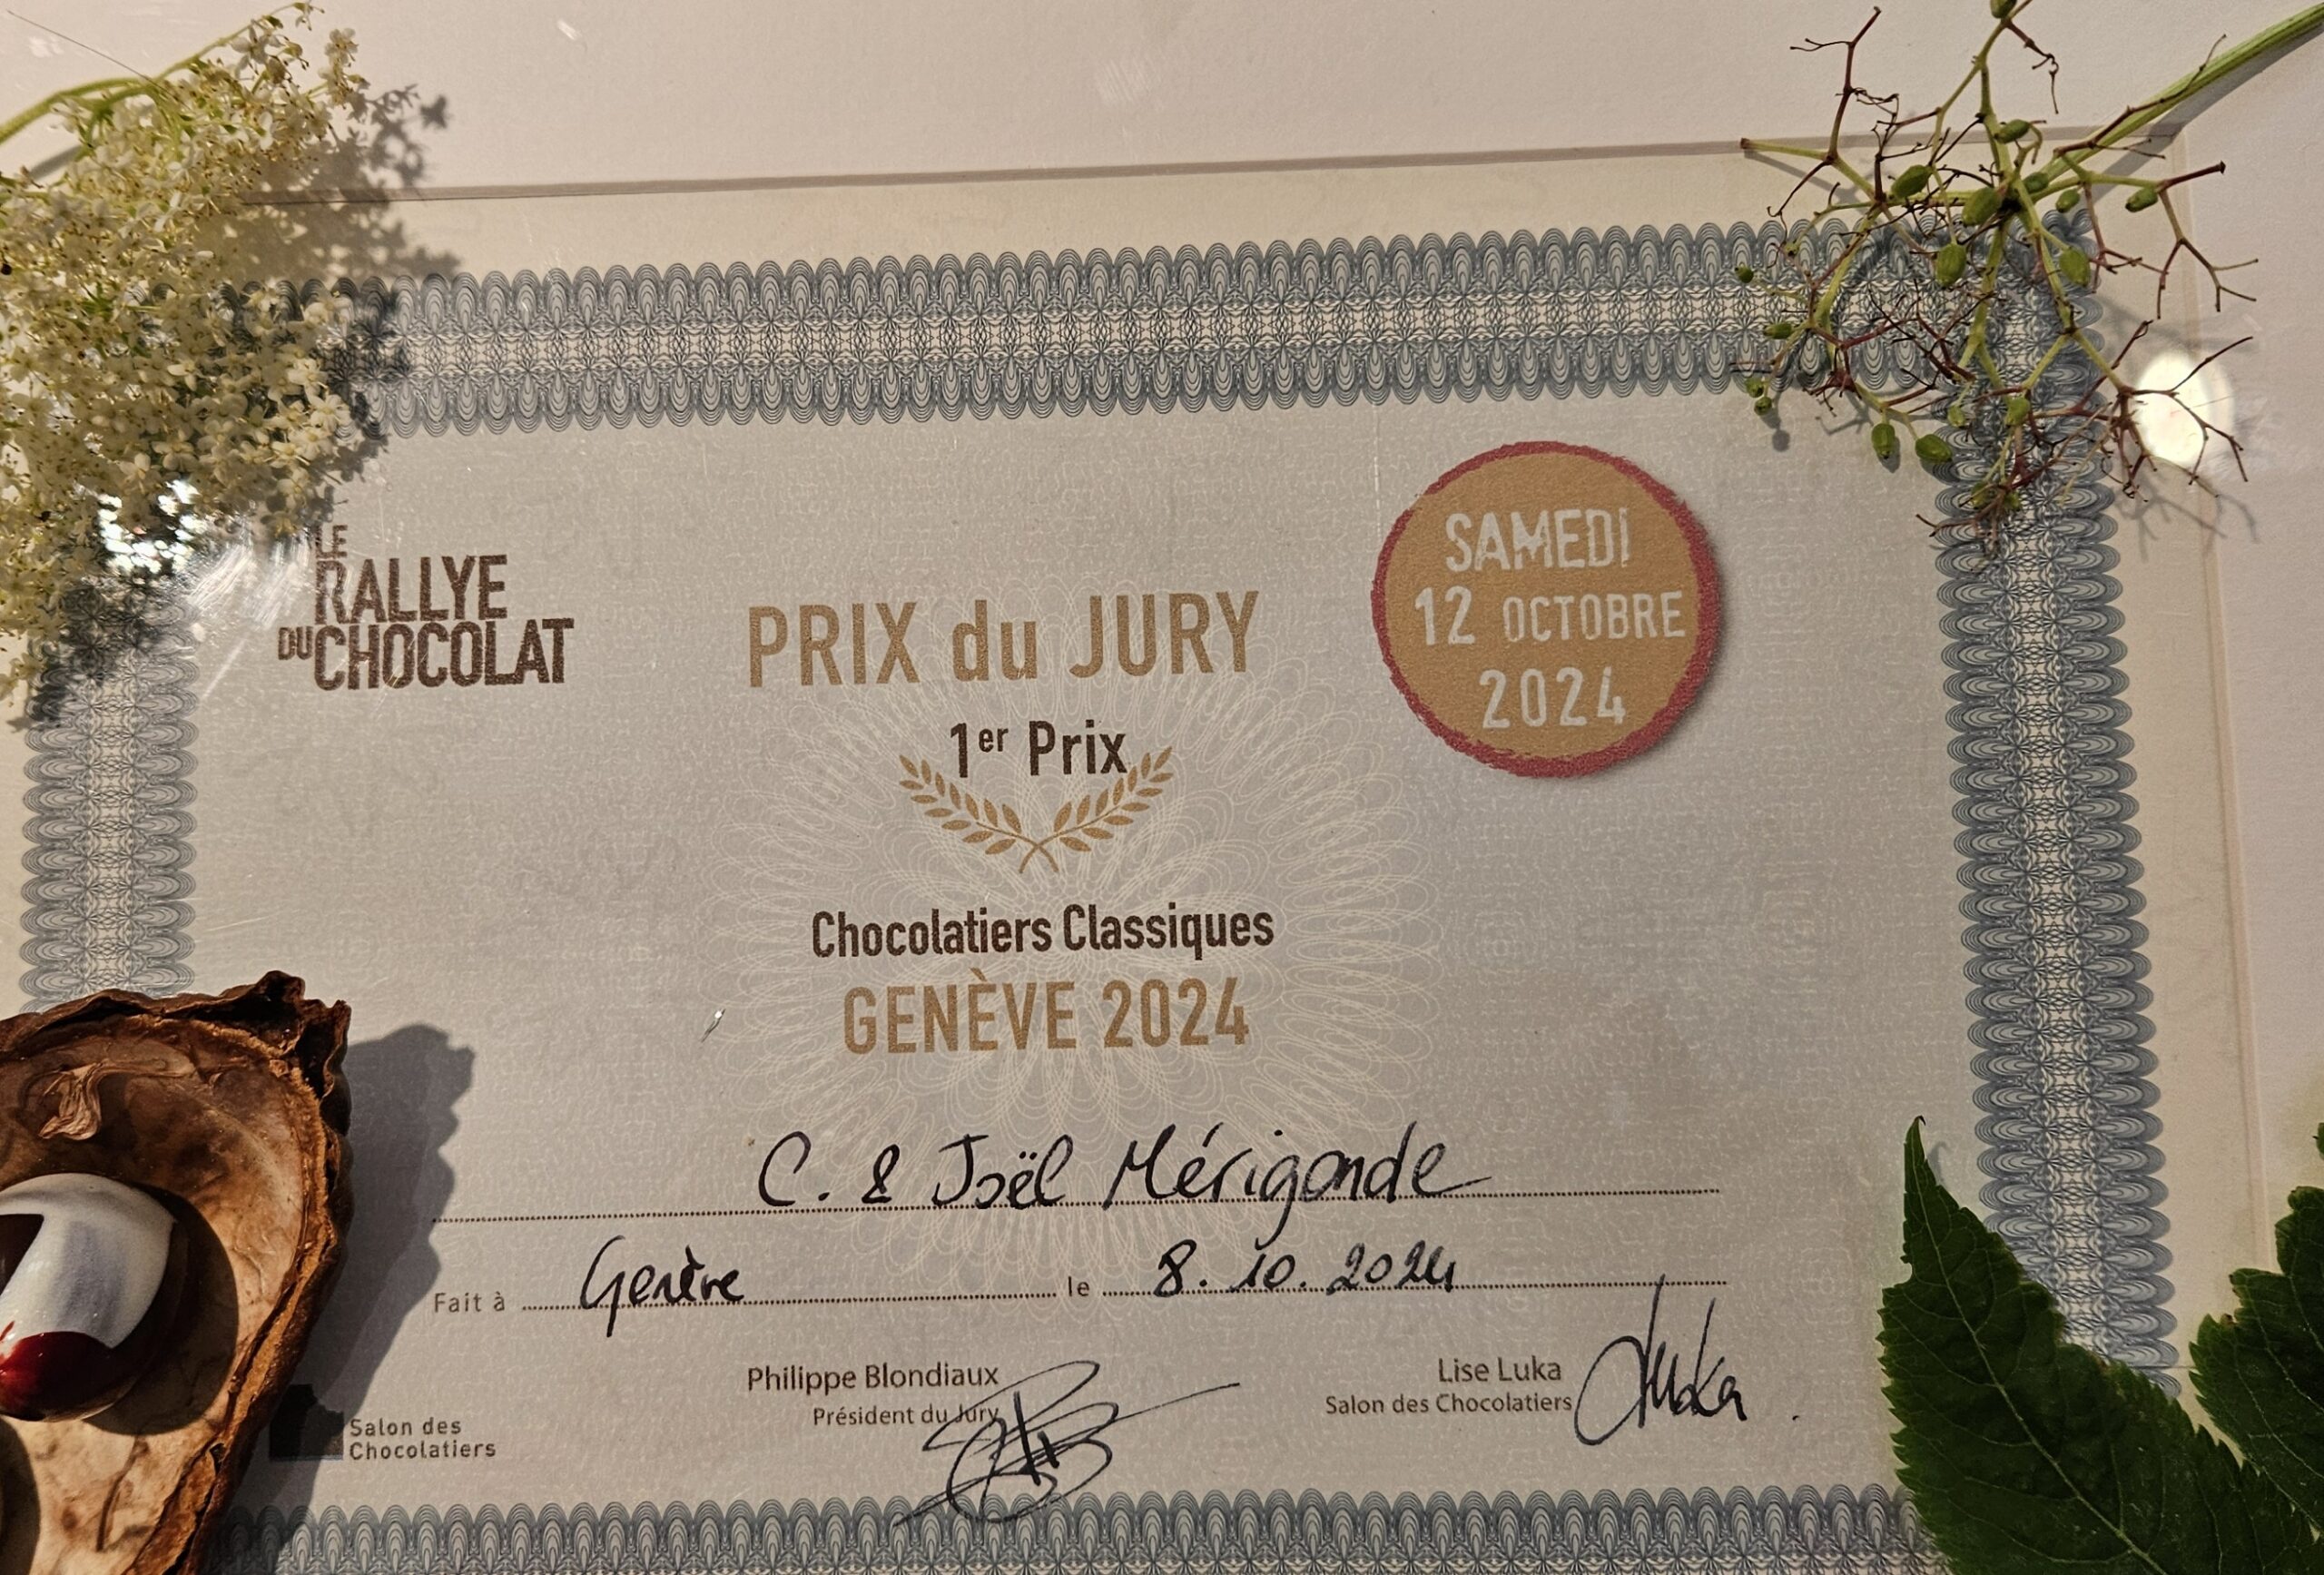 LE
RALLYE
DU CHOCOLAT
PRIX du JURY
SAMEDI
12 OCTOBRE
2024
1er Prix
Chocolatiers Classiques
GENÈVE 2024
C. & Joël Mérigonde
Fait à Genève le 8.10.2024
Philippe Blondiaux
Président du Jury
Lise Luka
Salon des Chocolatiers
Luka
Salon des
Chocolatiers